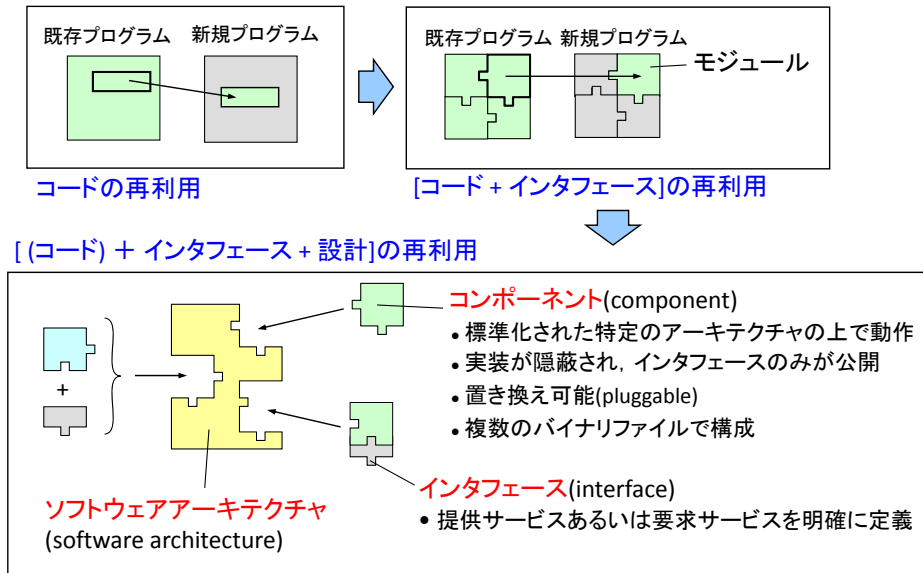 既存プログラム 新規プログラム
コードの再利用
既存プログラム 新規プログラム
モジュール
[コード + インタフェース]の再利用
[ (コード) ＋ インタフェース + 設計]の再利用
+
コンポーネント(component)
• 標準化された特定のアーキテクチャの上で動作
• 実装が隠蔽され，インタフェースのみが公開
• 置き換え可能(pluggable)
• 複数のバイナリファイルで構成
インタフェース(interface)
• 提供サービスあるいは要求サービスを明確に定義
ソフトウェアアーキテクチャ
(software architecture)